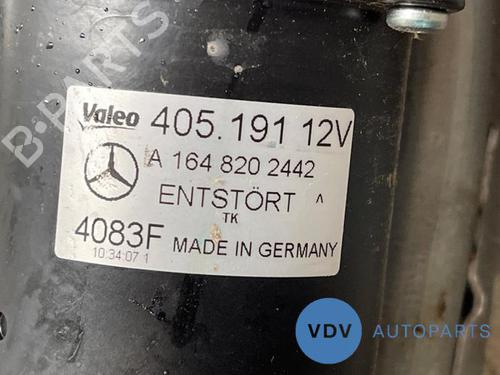 B-PARTS
Valeo 405.191 12V
A 164 820 2442
ENTSTÖRT ^
TK
4083F MADE IN GERMANY
10:34:07 1
VDV AUTOPARTS